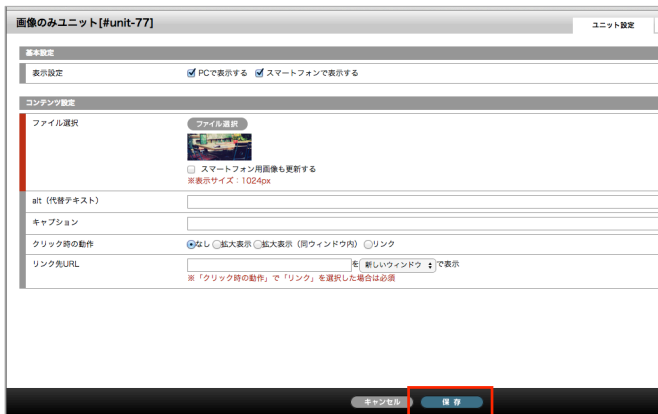 画像のみユニット[#unit-77]
ユニット設定
基本設定
表示設定
PCで表示する スマートフォンで表示する
コンテンツ設定
ファイル選択
ファイル選択
スマートフォン用画像も更新する
※表示サイズ：1024px
alt（代替テキスト）
キャプション
クリック時の動作
なし 拡大表示 拡大表示（同ウィンドウ内） リンク
リンク先URL
を 新しいウィンドウ で表示
※「クリック時の動作」で「リンク」を選択した場合は必須
キャンセル
保存